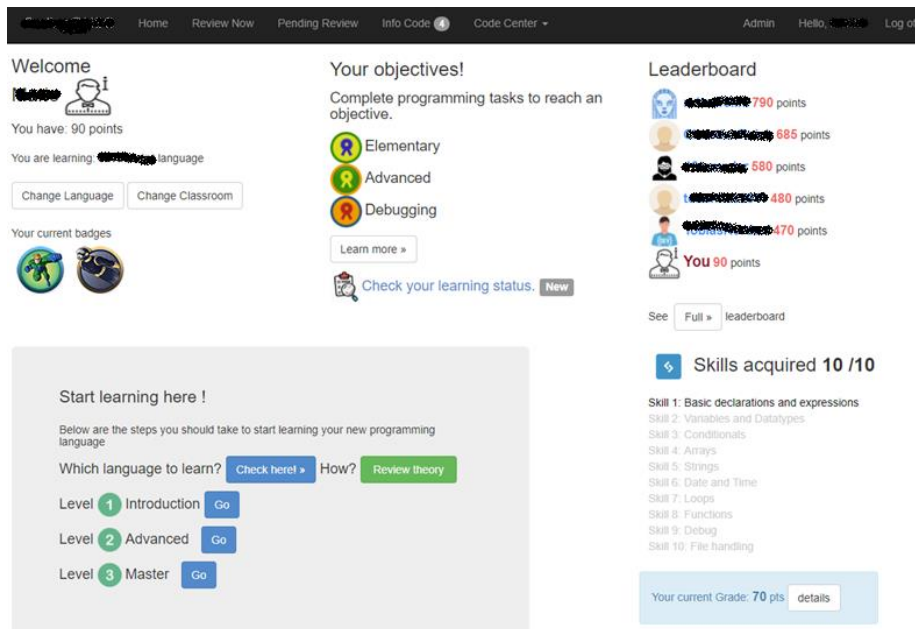 Home Review Now Pending Review Info Code 4 Code Center Admin Hello, Log of
Welcome
You have: 90 points
You are learning: language
Change Language Change Classroom
Your current badges
Your objectives!
Complete programming tasks to reach an
objective.
Elementary
Advanced
Debugging
Learn more »
Check your learning status. New
Leaderboard
790 points
685 points
580 points
480 points
470 points
You 90 points
See Full » leaderboard
Start learning here !
Below are the steps you should take to start learning your new programming
language
Which language to learn? Check here! » How? Review theory
Level 1 Introduction Go
Level 2 Advanced Go
Level 3 Master Go
Skills acquired 10 /10
Skill 1: Basic declarations and expressions
Skill 2: Variables and Datatypes
Skill 3: Conditionals
Skill 4: Arrays
Skill 5: Strings
Skill 6: Date and Time
Skill 7: Loops
Skill 8: Functions
Skill 9: Debug
Skill 10: File handling
Your current Grade: 70 pts details